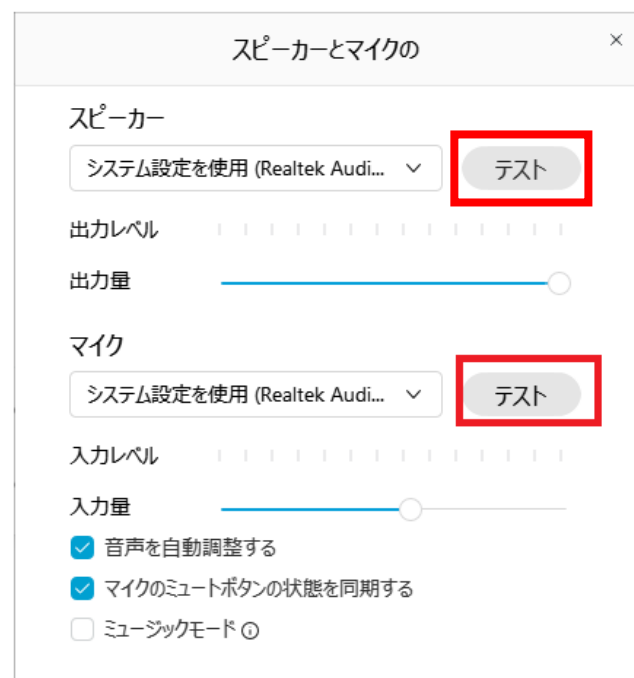 スピーカーとマイクの
スピーカー
システム設定を使用 (Realtek Audi... テスト
出力レベル
出力量
マイク
システム設定を使用 (Realtek Audi... テスト
入力レベル
入力量
音声を自動調整する
マイクのミュートボタンの状態を同期する
ミュージックモード